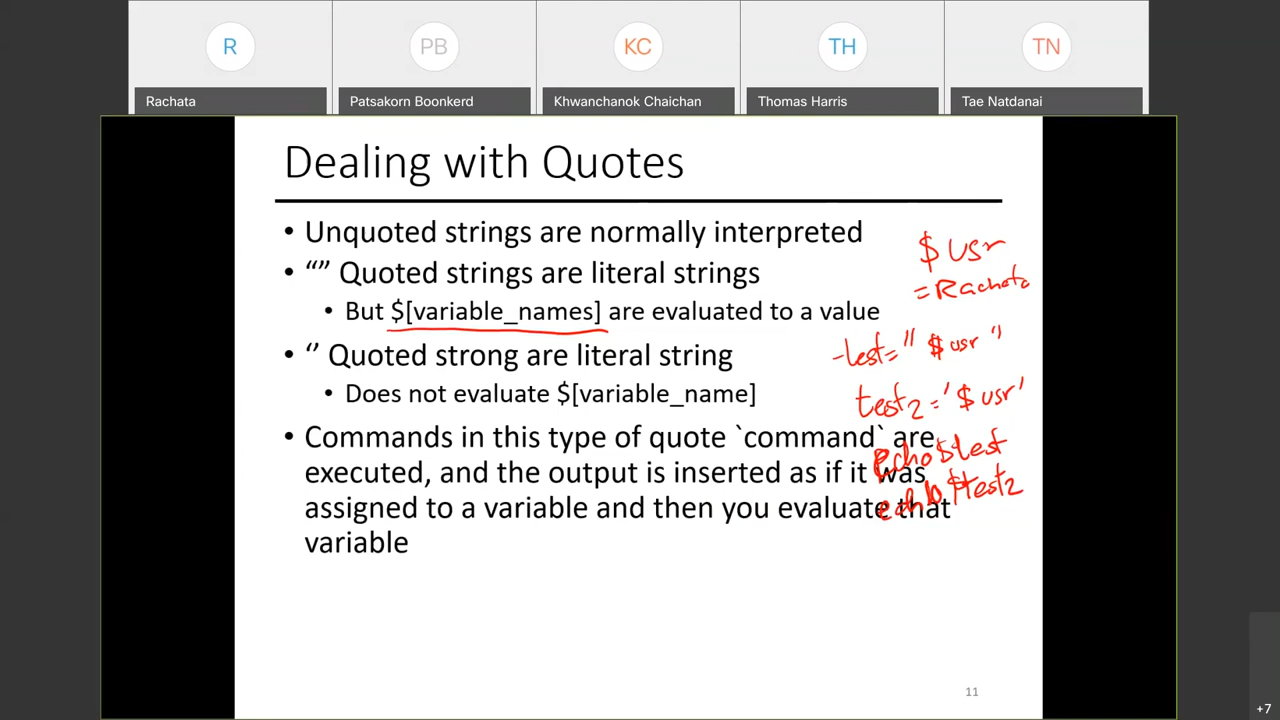 R
PB
KC
TH
TN
Rachata
Patsakorn Boonkerd
Khwanchanok Chaichan
Thomas Harris
Tae Natdanai
Dealing with Quotes
• Unquoted strings are normally interpreted
• “” Quoted strings are literal strings
• But $[variable_names] are evaluated to a value
• ‘’ Quoted strong are literal string
• Does not evaluate $[variable_name]
• Commands in this type of quote `command` are
executed, and the output is inserted as if it was
assigned to a variable and then you evaluate that
variable
$ usr
= Rachata
test = " $ usr "
test2 = '$ usr'
echo $test
echo $test2
11
+7